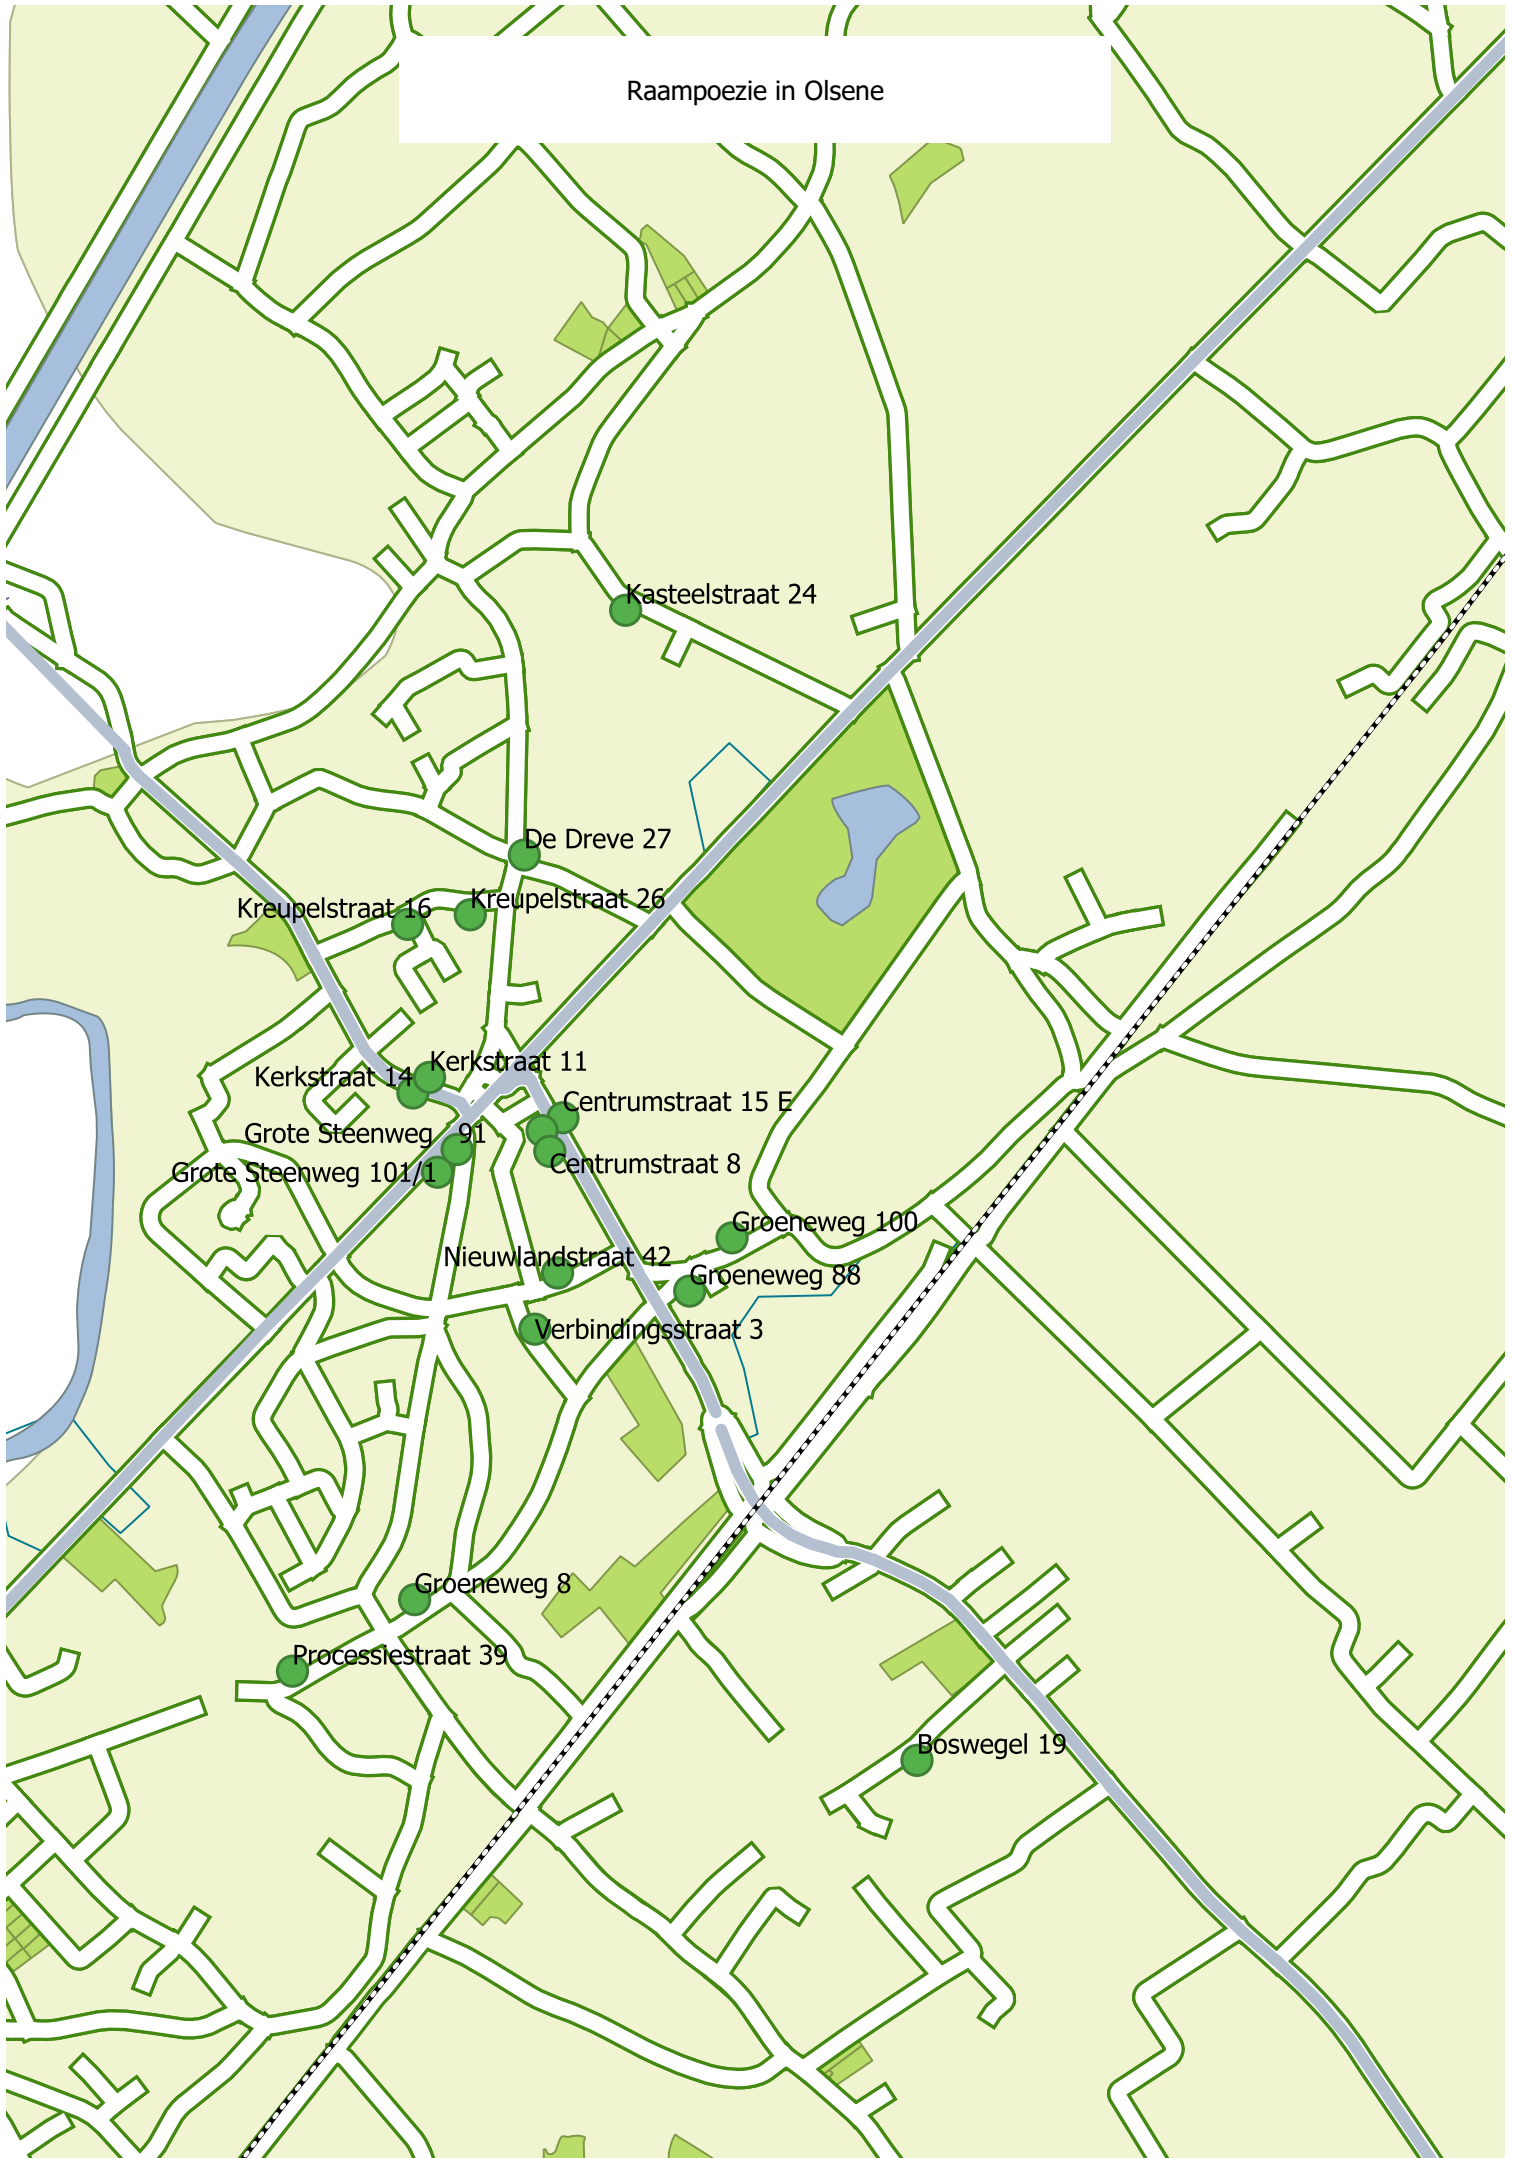 Raampoezie in Olsene
Kasteelstraat 24
De Dreve 27
Kreupelstraat 26
Kreupelstraat 16
Kerkstraat 11
Kerkstraat 14
Centrumstraat 15 E
Grote Steenweg 91
Centrumstraat 8
Grote Steenweg 101/1
Groeneweg 100
Nieuwlandstraat 42
Groeneweg 88
Verbindingsstraat 3
Groeneweg 8
Processiestraat 39
Boswegel 19